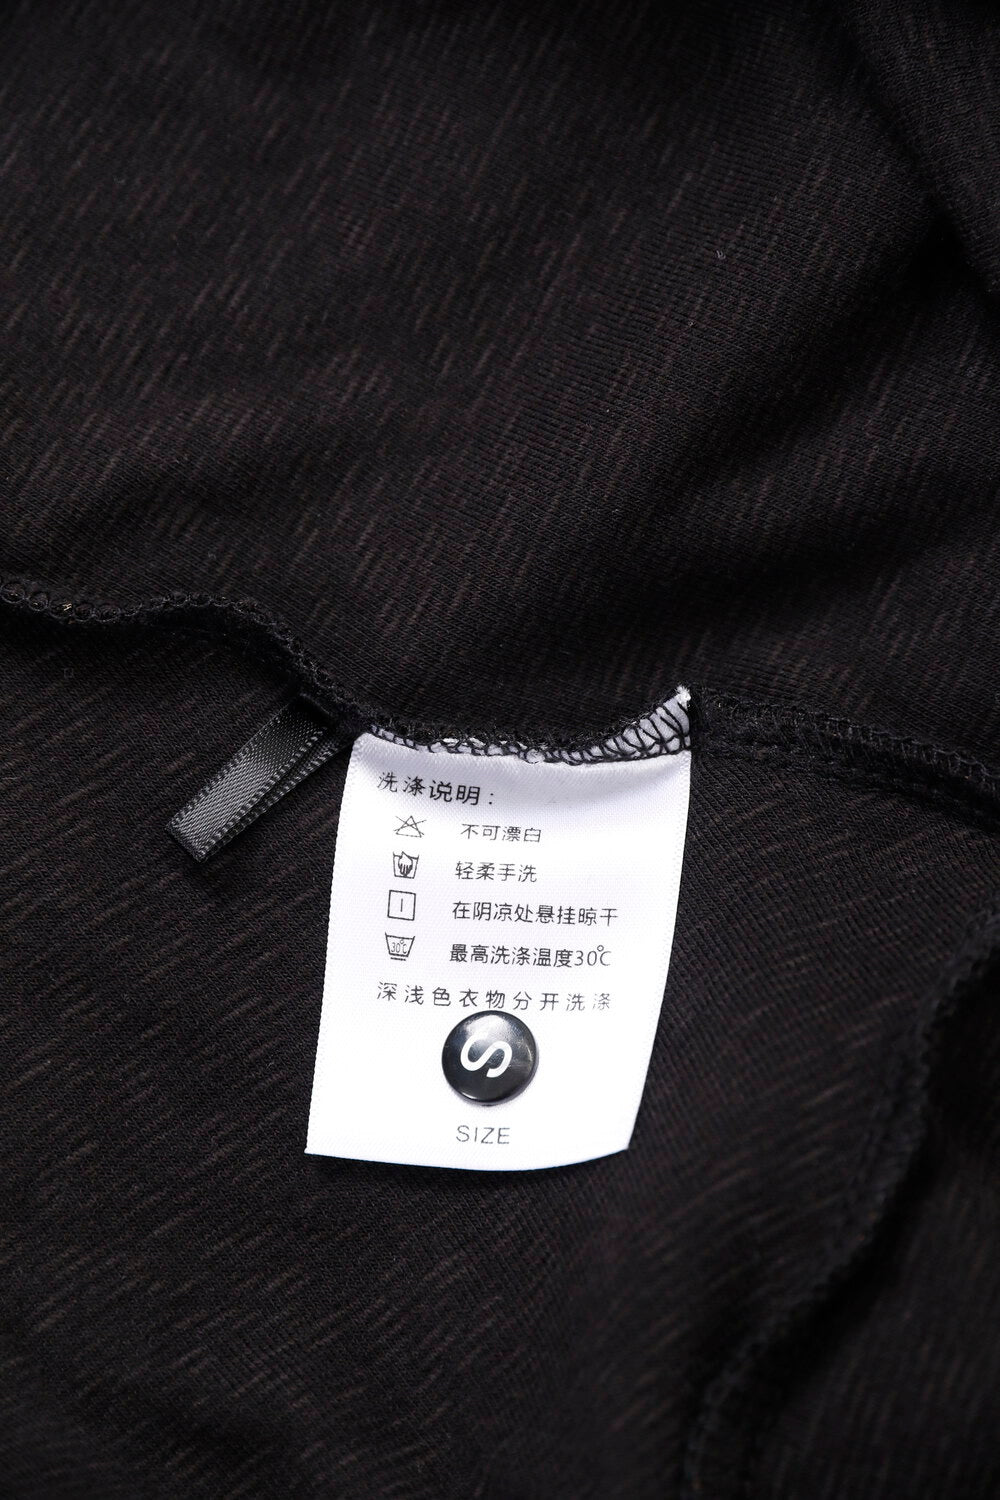 洗涤说明：
不可漂白
轻柔手洗
在阴凉处悬挂晾干
30℃
最高洗涤温度30℃
深浅色衣物分开洗涤
S
SIZE